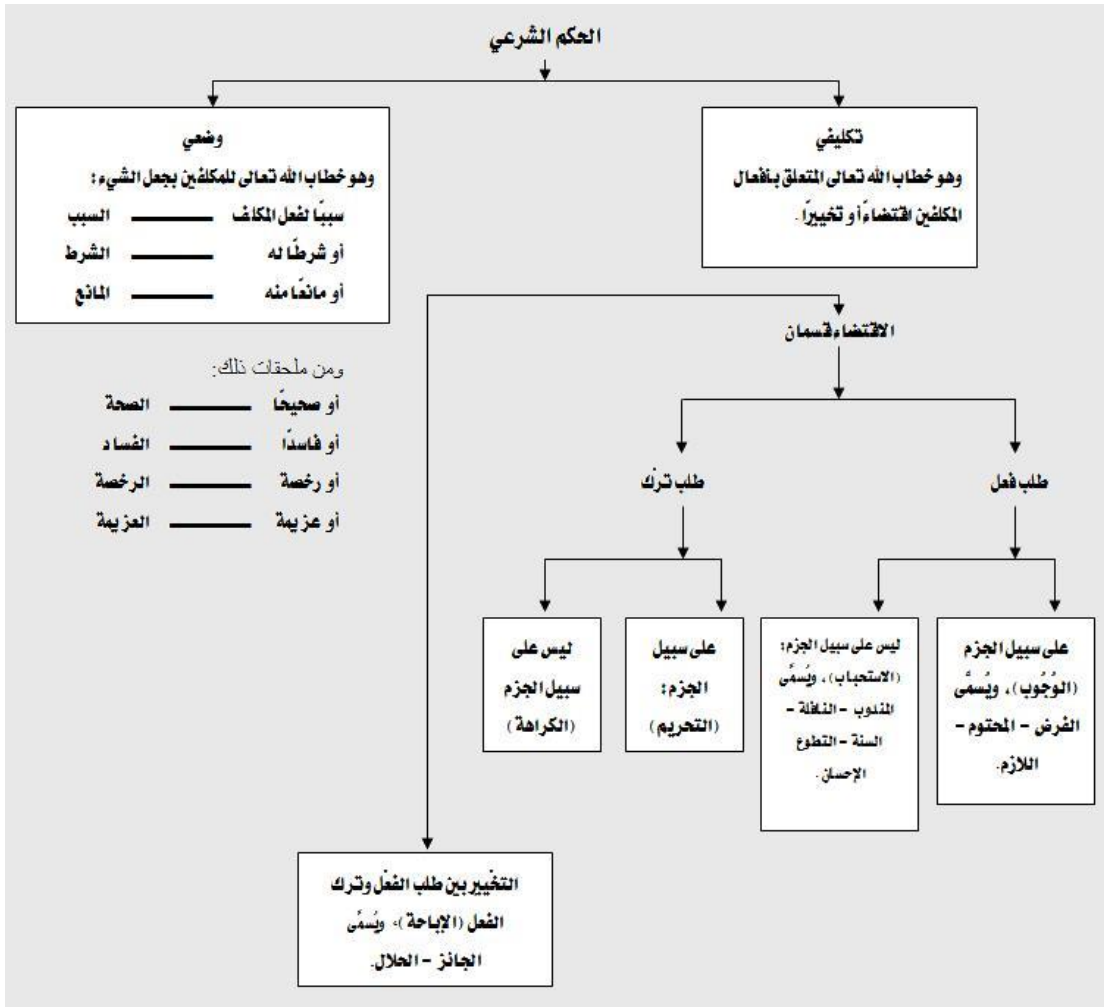 الحكم الشرعي
تكليفي
وهو خطاب الله تعالى المتعلق بأفعال
المكلفين اقتضاءً أو تخييرًا.
وضعي
وهو خطاب الله تعالى للمكلفين بجعل الشيء:
سببًا لفعل المكلف السبب
أو شرطًا له الشرط
أو مانعًا منه المانع
ومن ملحقات ذلك:
أو صحيحًا الصحة
أو فاسدًا الفساد
أو رخصة الرخصة
أو عزيمة العزيمة
الاقتضاء قسمان
طلب فعل
طلب ترْك
على سبيل الجزم
(الوُجُوب)، ويُسمَّى
الفرض - المحتوم -
اللازم.
ليس على سبيل الجزم:
(الاستحباب)، ويُسمَّى
المندوب - النافلة -
السنة - التطوع
الإحسان.
على سبيل
الجزم:
(التحريم)
ليس على
سبيل الجزم
(الكراهة)
التخْيير بين طلب الفعْل وترك
الفعل (الإباحة)، ويُسمَّى
الجائز - الحلال.